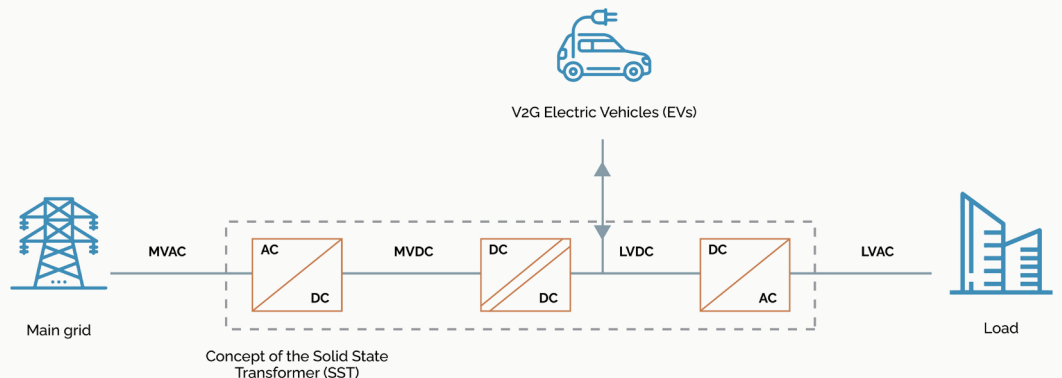 V2G Electric Vehicles (EVs)
MVAC
AC
DC
MVDC
DC
DC
LVDC
DC
AC
LVAC
Main grid
Load
Concept of the Solid State
Transformer (SST)